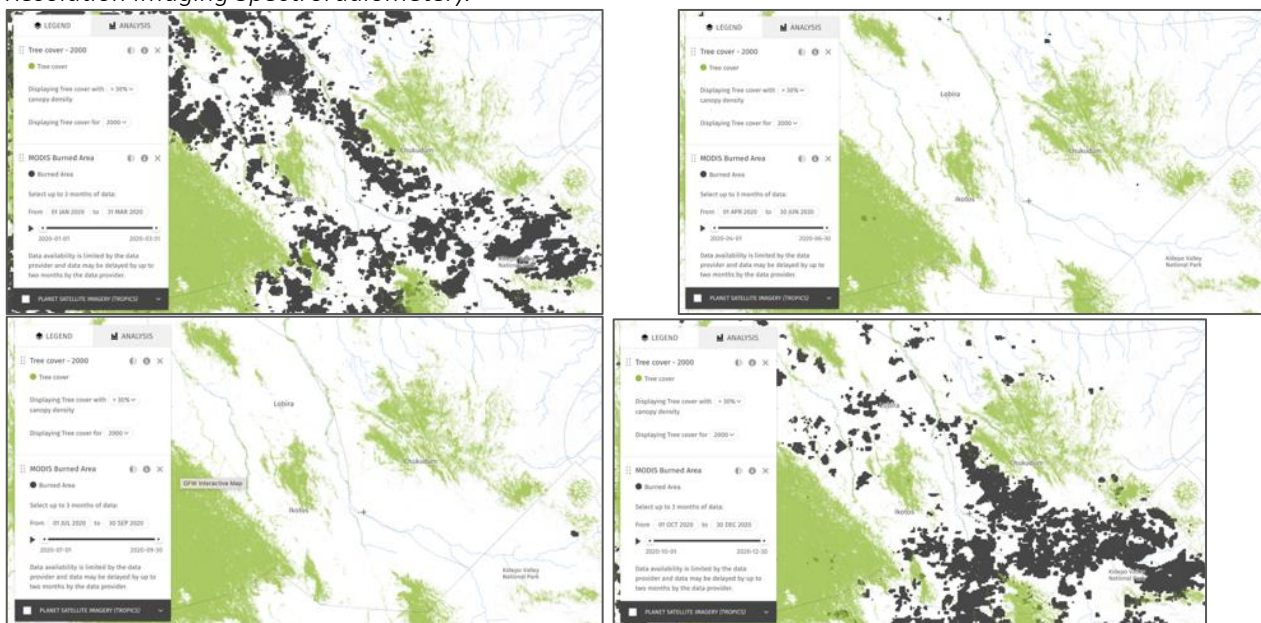 Resolution Imaging Spectroradiometer).
LEGEND ANALYSIS
Tree cover - 2000
Tree cover
Displaying Tree cover with > 30%
canopy density
Displaying Tree cover for 2000
MODIS Burned Area
Burned Area
Select up to 3 months of data:
From 01 JAN 2020 to 31 MAR 2020
2020-01-01 2020-03-31
Data availability is limited by the data
provider and data may be delayed by up to
two months by the data provider.
PLANET SATELLITE IMAGERY (TROPICS)
Chukudum
Ikotos
National Park
LEGEND ANALYSIS
Tree cover - 2000
Tree cover
Displaying Tree cover with > 30%
canopy density
Displaying Tree cover for 2000
MODIS Burned Area
Burned Area
Select up to 3 months of data:
From 01 APR 2020 to 30 JUN 2020
2020-04-01 2020-06-30
Data availability is limited by the data
provider and data may be delayed by up to
two months by the data provider.
PLANET SATELLITE IMAGERY (TROPICS)
Lobira
Chukudum
Ikotos
Kidepo Valley
National Park
LEGEND ANALYSIS
Tree cover - 2000
Tree cover
Displaying Tree cover with > 30%
canopy density
Displaying Tree cover for 2000
MODIS Burned Area
Burned Area
Select up to 3 months of data:
From 01 JUL 2020 to 30 SEP 2020
2020-07-01 2020-09-30
Data availability is limited by the data
provider and data may be delayed by up to
two months by the data provider.
PLANET SATELLITE IMAGERY (TROPICS)
GFW Interactive Map
Lobira
Chukudum
Ikotos
Kidepo Valley
National Park
LEGEND ANALYSIS
Tree cover - 2000
Tree cover
Displaying Tree cover with > 30%
canopy density
Displaying Tree cover for 2000
MODIS Burned Area
Burned Area
Select up to 3 months of data:
From 01 OCT 2020 to 30 DEC 2020
2020-10-01 2020-12-30
Data availability is limited by the data
provider and data may be delayed by up to
two months by the data provider.
PLANET SATELLITE IMAGERY (TROPICS)
Chukudum
Ikotos
Kidepo Valley
National Park